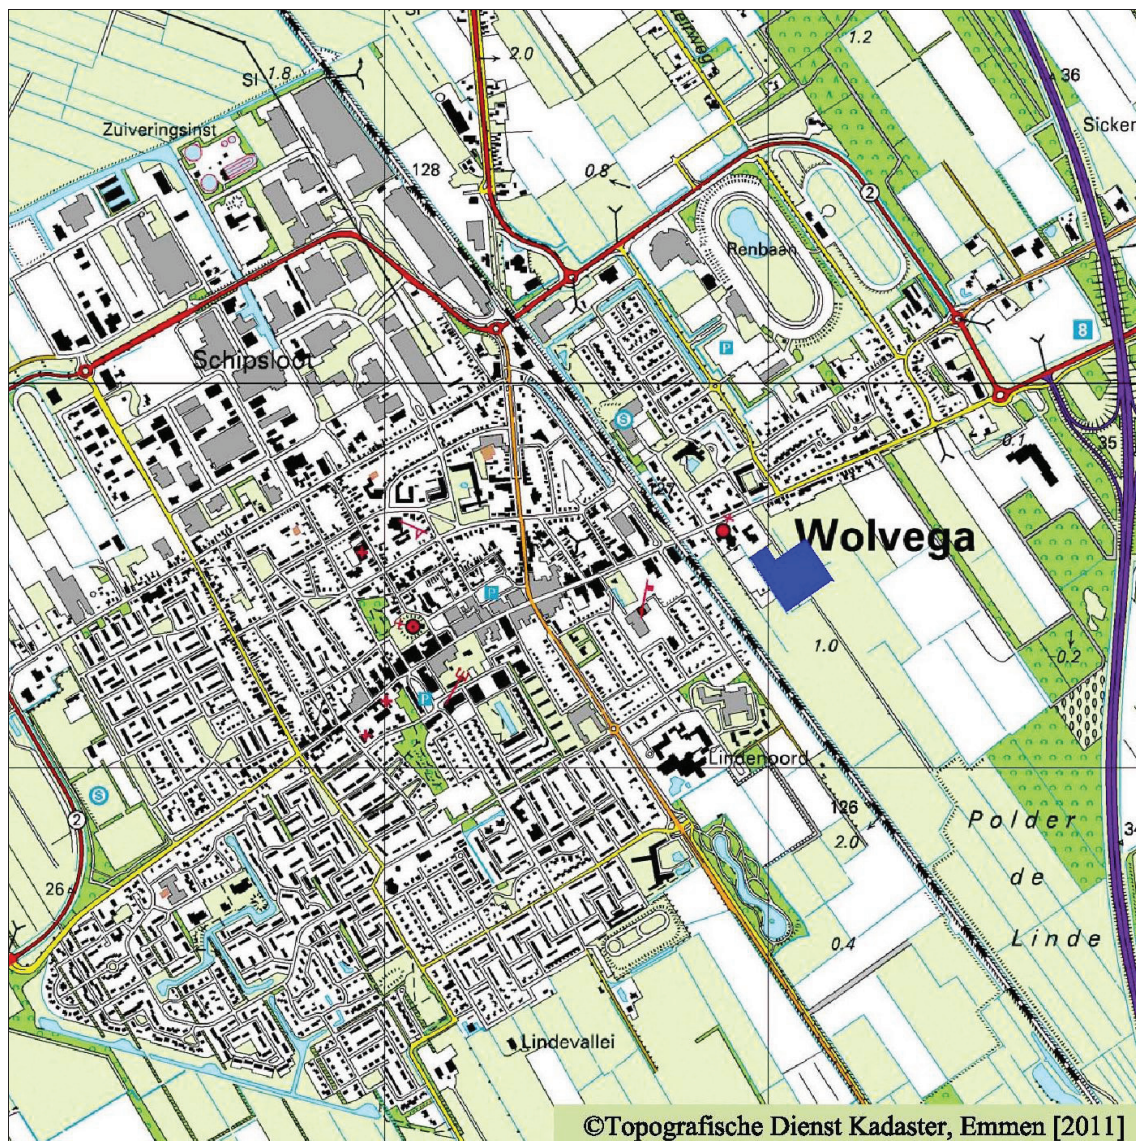 Sl
Steinweg
1.2
2.0
36
Sl 1.8
Sicker
Zuiveringsinst
128
0.8
2
Renbaan
8
P
Schipsloot
S
0.1
35
127
Wolvega
P
1.0
0.2
P
Lindenoord
S
2
126
2.0
Polder
de
Linde
26
0.4
Lindevallei
©Topografische Dienst Kadaster, Emmen [2011]